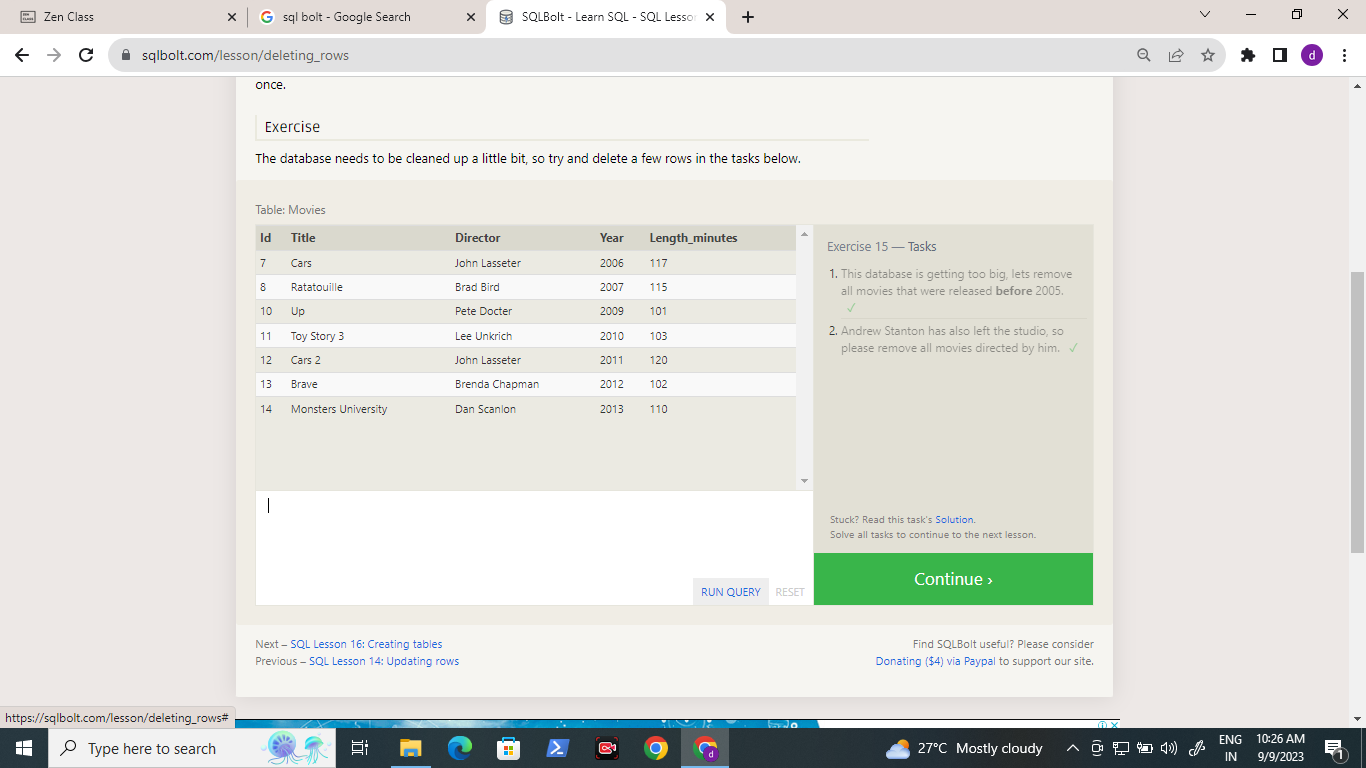 Zen Class
sql bolt - Google Search
SQLBolt - Learn SQL - SQL Lesson
sqlbolt.com/lesson/deleting_rows
d
once.
Exercise
The database needs to be cleaned up a little bit, so try and delete a few rows in the tasks below.
Table: Movies
Id Title Director Year Length_minutes
7 Cars John Lasseter 2006 117
8 Ratatouille Brad Bird 2007 115
10 Up Pete Docter 2009 101
11 Toy Story 3 Lee Unkrich 2010 103
12 Cars 2 John Lasseter 2011 120
13 Brave Brenda Chapman 2012 102
14 Monsters University Dan Scanlon 2013 110
RUN QUERY RESET
Exercise 15 — Tasks
1. This database is getting too big, lets remove
all movies that were released before 2005.
✓
2. Andrew Stanton has also left the studio, so
please remove all movies directed by him. ✓
Stuck? Read this task's Solution.
Solve all tasks to continue to the next lesson.
Continue ›
Next – SQL Lesson 16: Creating tables
Previous – SQL Lesson 14: Updating rows
Find SQLBolt useful? Please consider
Donating ($4) via Paypal to support our site.
https://sqlbolt.com/lesson/deleting_rows#
Type here to search
27°C Mostly cloudy
ENG
IN
10:26 AM
9/9/2023
1